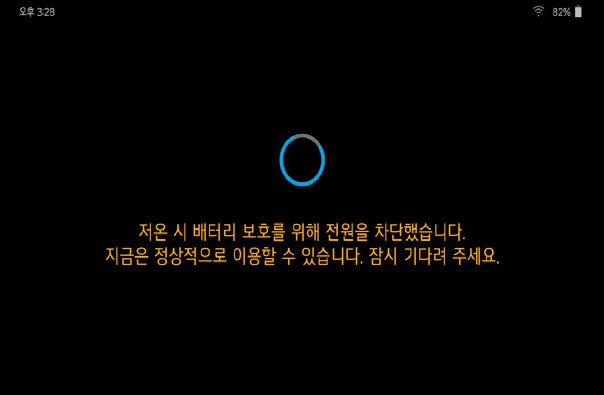 오후 3:28
82%
저온 시 배터리 보호를 위해 전원을 차단했습니다.
지금은 정상적으로 이용할 수 있습니다. 잠시 기다려 주세요.